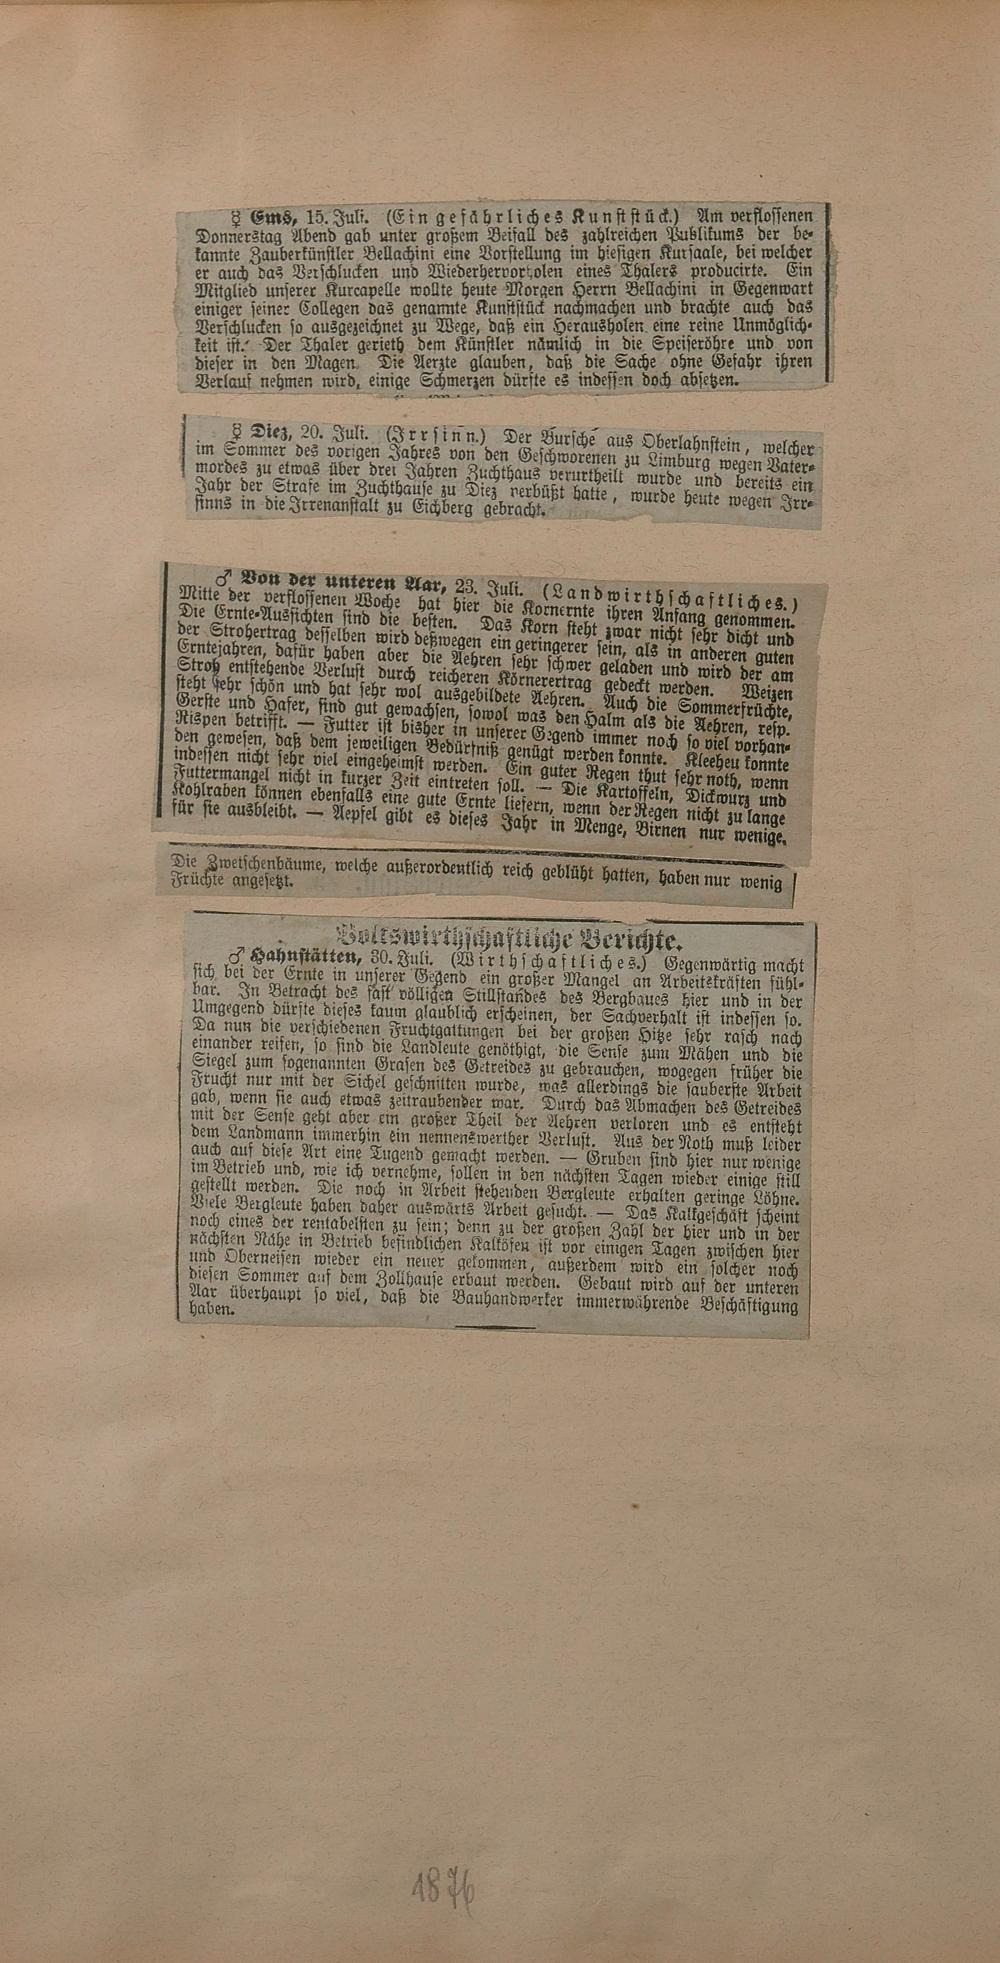 ☿ Ems, 15. Juli. (Ein gefährliches Kunststück.) Am verflossenen
Donnerstag Abend gab unter großem Beifall des zahlreichen Publikums der be-
kannte Zauberkünstler Bellachini eine Vorstellung im hiesigen Kursaale, bei welcher
er auch das Verschlucken und Wiederhervorholen eines Thalers producirte. Ein
Mitglied unserer Kurcapelle wollte heute Morgen Herrn Bellachini in Gegenwart
einiger seiner Collegen das genannte Kunststück nachmachen und brachte auch das
Verschlucken so ausgezeichnet zu Wege, daß ein Herausholen eine reine Unmöglich-
keit ist. Der Thaler gerieth dem Künstler nämlich in die Speiseröhre und von
dieser in den Magen. Die Aerzte glauben, daß die Sache ohne Gefahr ihren
Verlauf nehmen wird, einige Schmerzen dürfte es indessen doch absetzen.
☿ Diez, 20. Juli. (Irrsinn.) Der Bursche aus Oberlahnstein, welcher
im Sommer des vorigen Jahres von den Geschworenen zu Limburg wegen Vater-
mordes zu etwas über drei Jahren Zuchthaus verurtheilt wurde und bereits ein
Jahr der Strafe im Zuchthause zu Diez verbüßt hatte, wurde heute wegen Irr-
sinns in die Irrenanstalt zu Eichberg gebracht.
♂ Von der unteren Aar, 23. Juli. (Landwirthschaftliches.)
Mitte der verflossenen Woche hat hier die Kornernte ihren Anfang genommen.
Die Ernte-Aussichten sind die besten. Das Korn steht zwar nicht sehr dicht und
der Strohertrag desselben wird deßwegen ein geringerer sein, als in anderen guten
Erntejahren, dafür haben aber die Aehren sehr schwer geladen und wird der am
Stroh entstehende Verlust durch reicheren Körnerertrag gedeckt werden. Weizen
steht sehr schön und hat sehr wol ausgebildete Aehren. Auch die Sommerfrüchte,
Gerste und Hafer, sind gut gewachsen, sowol was den Halm als die Aehren, resp.
Rispen betrifft. — Futter ist bisher in unserer Gegend immer noch so viel vorhan-
den gewesen, daß dem jeweiligen Bedürfniß genügt werden konnte. Kleeheu konnte
indessen nicht sehr viel eingeheimst werden. Ein guter Regen thut sehr noth, wenn
Futtermangel nicht in kurzer Zeit eintreten soll. — Die Kartoffeln, Dickwurz und
Kohlraben können ebenfalls eine gute Ernte liefern, wenn der Regen nicht zu lange
für sie ausbleibt. — Aepfel gibt es dieses Jahr in Menge, Birnen nur wenige.
Die Zwetschenbäume, welche außerordentlich reich geblüht hatten, haben nur wenig
Früchte angesetzt.
Volkswirthschaftliche Berichte.
♂ Hahnstätten, 30. Juli. (Wirthschaftliches.) Gegenwärtig macht
sich bei der Ernte in unserer Gegend ein großer Mangel an Arbeitskräften fühl-
bar. In Betracht des fast völligen Stillstandes des Bergbaues hier und in der
Umgegend dürfte dieses kaum glaublich erscheinen, der Sachverhalt ist indessen so.
Da nun die verschiedenen Fruchtgattungen bei der großen Hitze sehr rasch nach
einander reifen, so sind die Landleute genöthigt, die Sense zum Mähen und die
Siegel zum sogenannten Grasen des Getreides zu gebrauchen, wogegen früher die
Frucht nur mit der Sichel geschnitten wurde, was allerdings die sauberste Arbeit
gab, wenn sie auch etwas zeitraubender war. Durch das Abmachen des Getreides
mit der Sense geht aber ein großer Theil der Aehren verloren und es entsteht
dem Landmann immerhin ein nennenswerther Verlust. Aus der Noth muß leider
auch auf diese Art eine Tugend gemacht werden. — Gruben sind hier nur wenige
im Betrieb und, wie ich vernehme, sollen in den nächsten Tagen wieder einige still
gestellt werden. Die noch in Arbeit stehenden Bergleute erhalten geringe Löhne.
Viele Bergleute haben daher auswärts Arbeit gesucht. — Das Kalkgeschäft scheint
noch eines der rentabelsten zu sein; denn zu der großen Zahl der hier und in der
nächsten Nähe in Betrieb befindlichen Kalköfen ist vor einigen Tagen zwischen hier
und Oberneisen wieder ein neuer gekommen, außerdem wird ein solcher noch
diesen Sommer auf dem Zollhause erbaut werden. Gebaut wird auf der unteren
Aar überhaupt so viel, daß die Bauhandwerker immerwährende Beschäftigung
haben.
1876